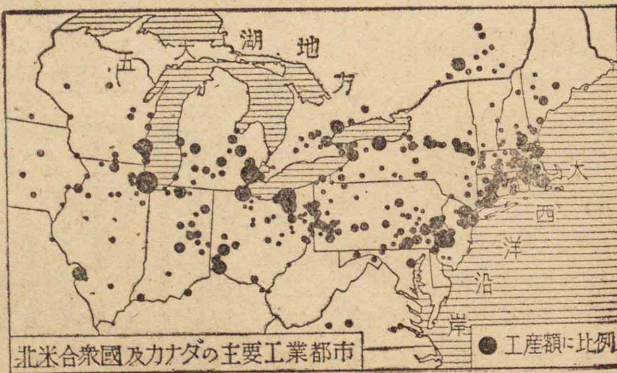 五大湖地方
大西洋沿岸
北米合衆國及カナダの主要工業都市
●工産額に比例